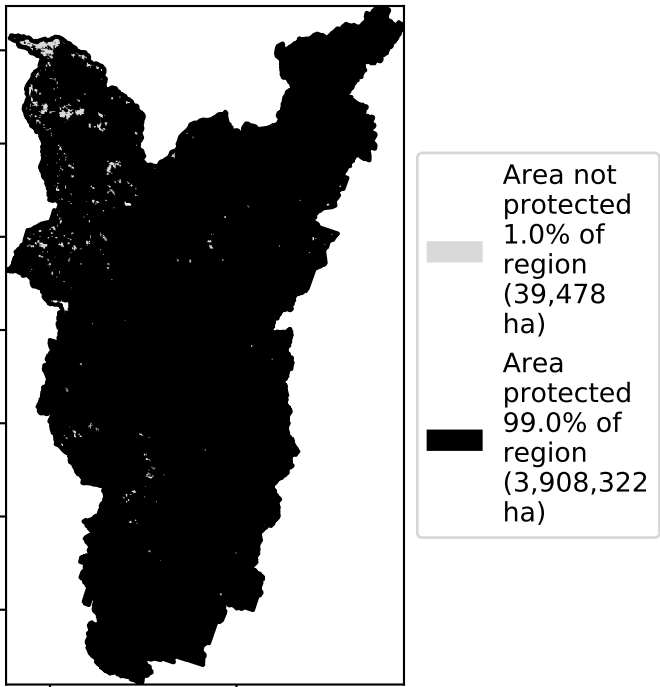 Area not
protected
1.0% of
region
(39,478
ha)
Area
protected
99.0% of
region
(3,908,322
ha)